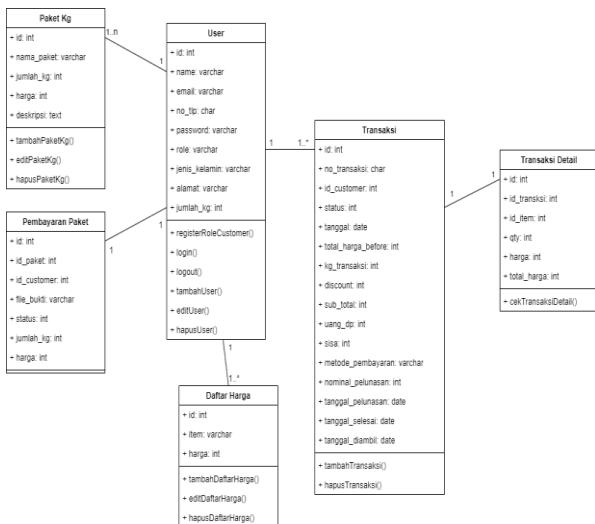 Paket Kg
+ id: int
+ nama_paket: varchar
+ jumlah_kg: int
+ harga: int
+ deskripsi: text
+ tambahPaketKg()
+ editPaketKg()
+ hapusPaketKg()
1..n
1
User
+ id: int
+ name: varchar
+ email: varchar
+ no_tlp: char
+ password: varchar
+ role: varchar
+ jenis_kelamin: varchar
+ alamat: varchar
+ jumlah_kg: int
+ registerRoleCustomer()
+ login()
+ logout()
+ tambahUser()
+ editUser()
+ hapusUser()
1
1..*
Transaksi
+ id: int
+ no_transaksi: char
+ id_customer: int
+ status: int
+ tanggal: date
+ total_harga_before: int
+ kg_transaksi: int
+ discount: int
+ sub_total: int
+ uang_dp: int
+ sisa: int
+ metode_pembayaran: varchar
+ nominal_pelunasan: int
+ tanggal_pelunasan: date
+ tanggal_selesai: date
+ tanggal_diambil: date
+ tambahTransaksi()
+ hapusTransaksi()
1
1
Transaksi Detail
+ id: int
+ id_transksi: int
+ id_item: int
+ qty: int
+ harga: int
+ total_harga: int
+ cekTransaksiDetail()
Pembayaran Paket
+ id: int
+ id_paket: int
+ id_customer: int
+ file_bukti: varchar
+ status: int
+ jumlah_kg: int
+ harga: int
1
1
1
1..*
Daftar Harga
+ id: int
+ item: varchar
+ harga: int
+ tambahDaftarHarga()
+ editDaftarHarga()
+ hapusDaftarHarga()